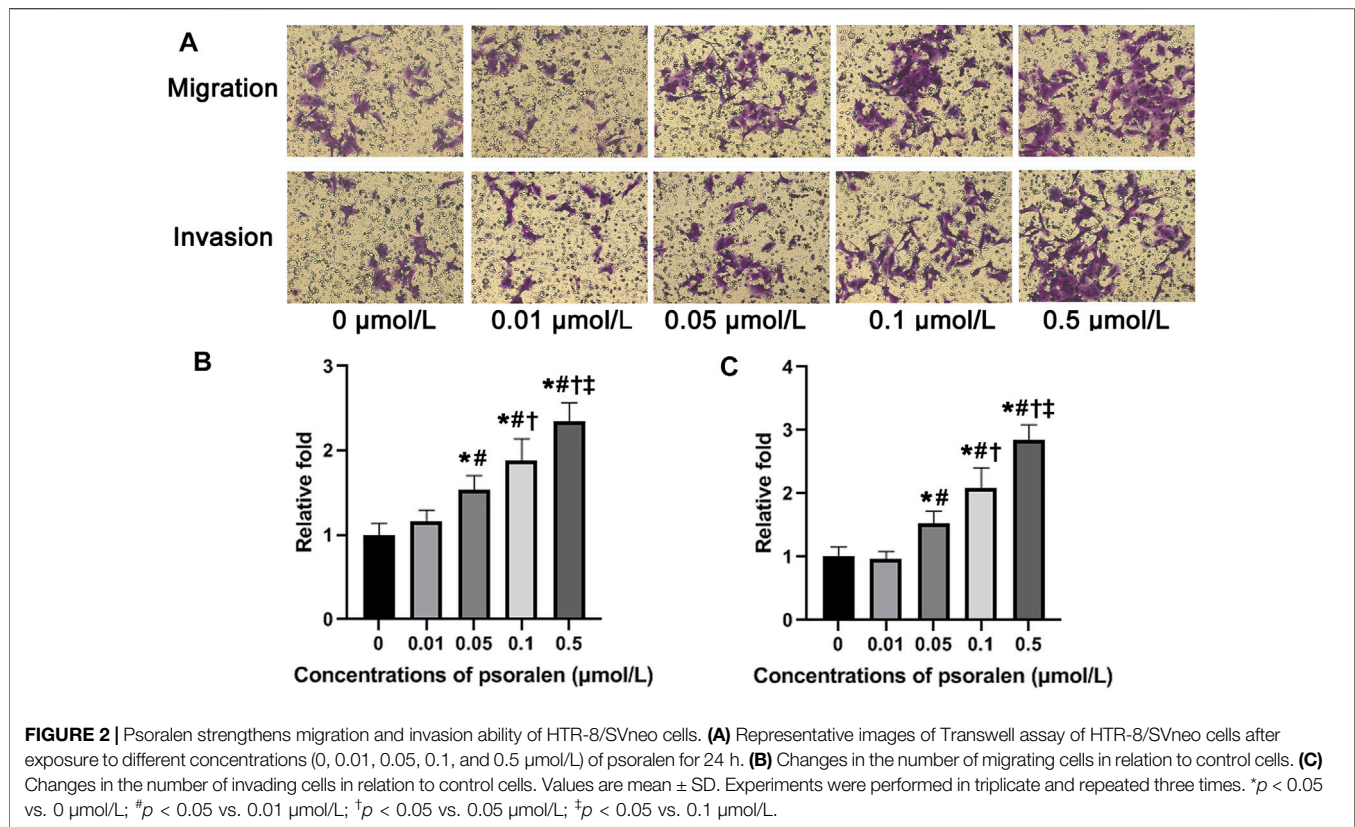 A
Migration
Invasion
0 μmol/L 0.01 μmol/L 0.05 μmol/L 0.1 μmol/L 0.5 μmol/L
B
Relative fold
3
2
1
0
*#
*#†
*#†‡
0 0.01 0.05 0.1 0.5
Concentrations of psoralen (μmol/L)
C
Relative fold
4
3
2
1
0
*#
*#†
*#†‡
0 0.01 0.05 0.1 0.5
Concentrations of psoralen (μmol/L)
FIGURE 2 | Psoralen strengthens migration and invasion ability of HTR-8/SVneo cells. (A) Representative images of Transwell assay of HTR-8/SVneo cells after
exposure to different concentrations (0, 0.01, 0.05, 0.1, and 0.5 μmol/L) of psoralen for 24 h. (B) Changes in the number of migrating cells in relation to control cells. (C)
Changes in the number of invading cells in relation to control cells. Values are mean ± SD. Experiments were performed in triplicate and repeated three times. *p < 0.05
vs. 0 μmol/L; #p < 0.05 vs. 0.01 μmol/L; †p < 0.05 vs. 0.05 μmol/L; ‡p < 0.05 vs. 0.1 μmol/L.